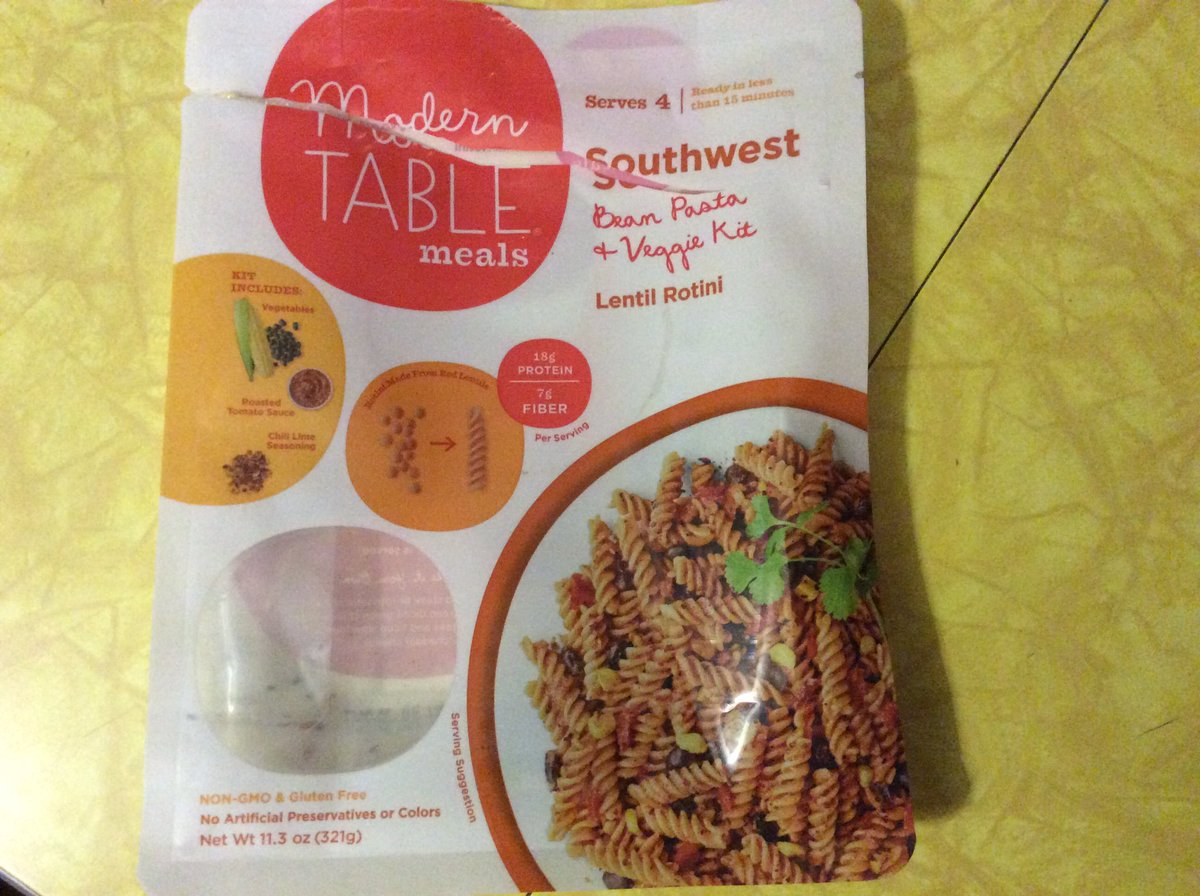 Modern
TABLE
meals
Serves 4
Ready in less
than 15 minutes
Southwest
Bean Pasta
& Veggie Kit
Lentil Rotini
KIT
INCLUDES:
Vegetables
Roasted
Tomato Sauce
Chili Lime
Seasoning
Rotini Made From Red Lentils
18g
PROTEIN
7g
FIBER
Per Serving
Serving Suggestion
NON-GMO & Gluten Free
No Artificial Preservatives or Colors
Net Wt 11.3 oz (321g)